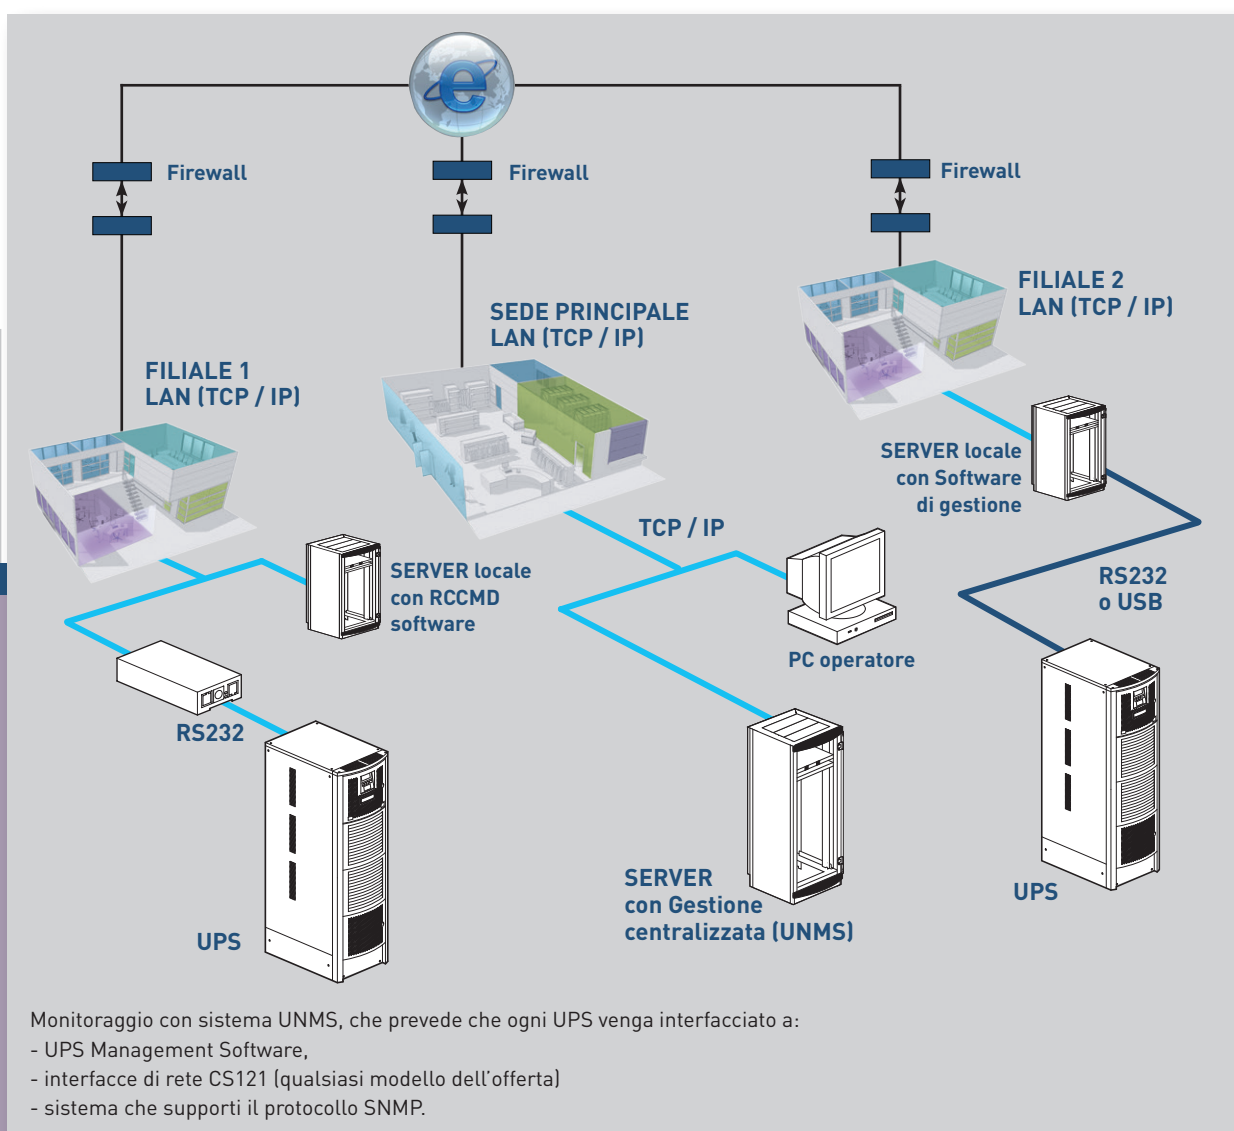 Firewall
Firewall
Firewall
FILIALE 2
LAN (TCP / IP)
SEDE PRINCIPALE
LAN (TCP / IP)
FILIALE 1
LAN (TCP / IP)
SERVER locale
con Software
di gestione
TCP / IP
SERVER locale
con RCCMD
software
RS232
o USB
PC operatore
RS232
SERVER
con Gestione
centralizzata (UNMS)
UPS
UPS
Monitoraggio con sistema UNMS, che prevede che ogni UPS venga interfacciato a:
- UPS Management Software,
- interfacce di rete CS121 (qualsiasi modello dell'offerta)
- sistema che supporti il protocollo SNMP.